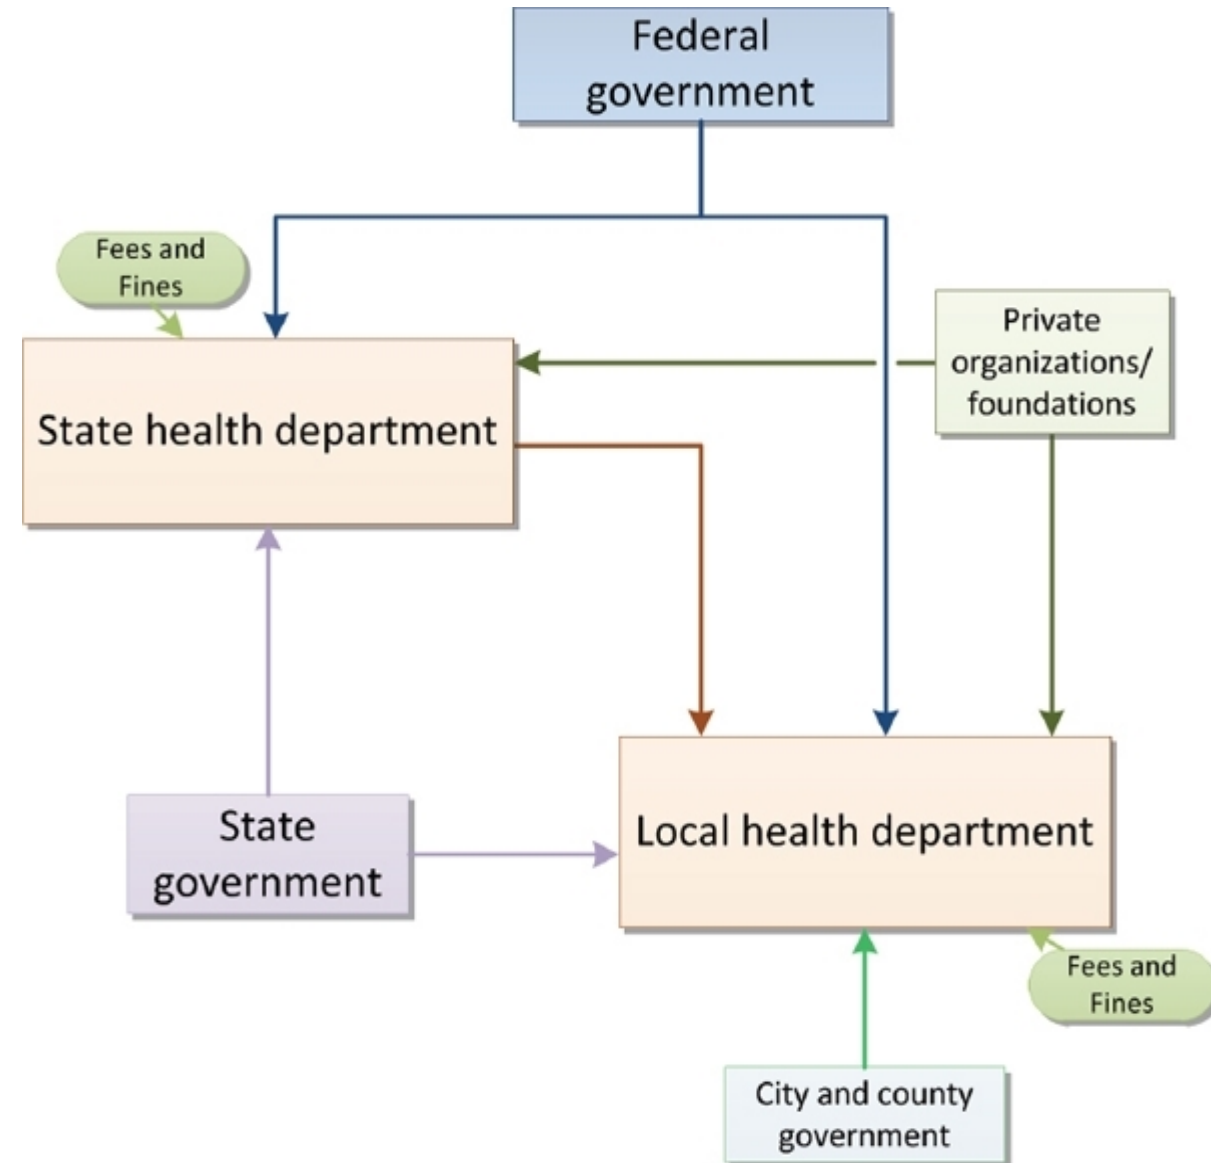 Federal
government
Fees and
Fines
Private
organizations/
foundations
State health department
State
government
Local health department
Fees and
Fines
City and county
government